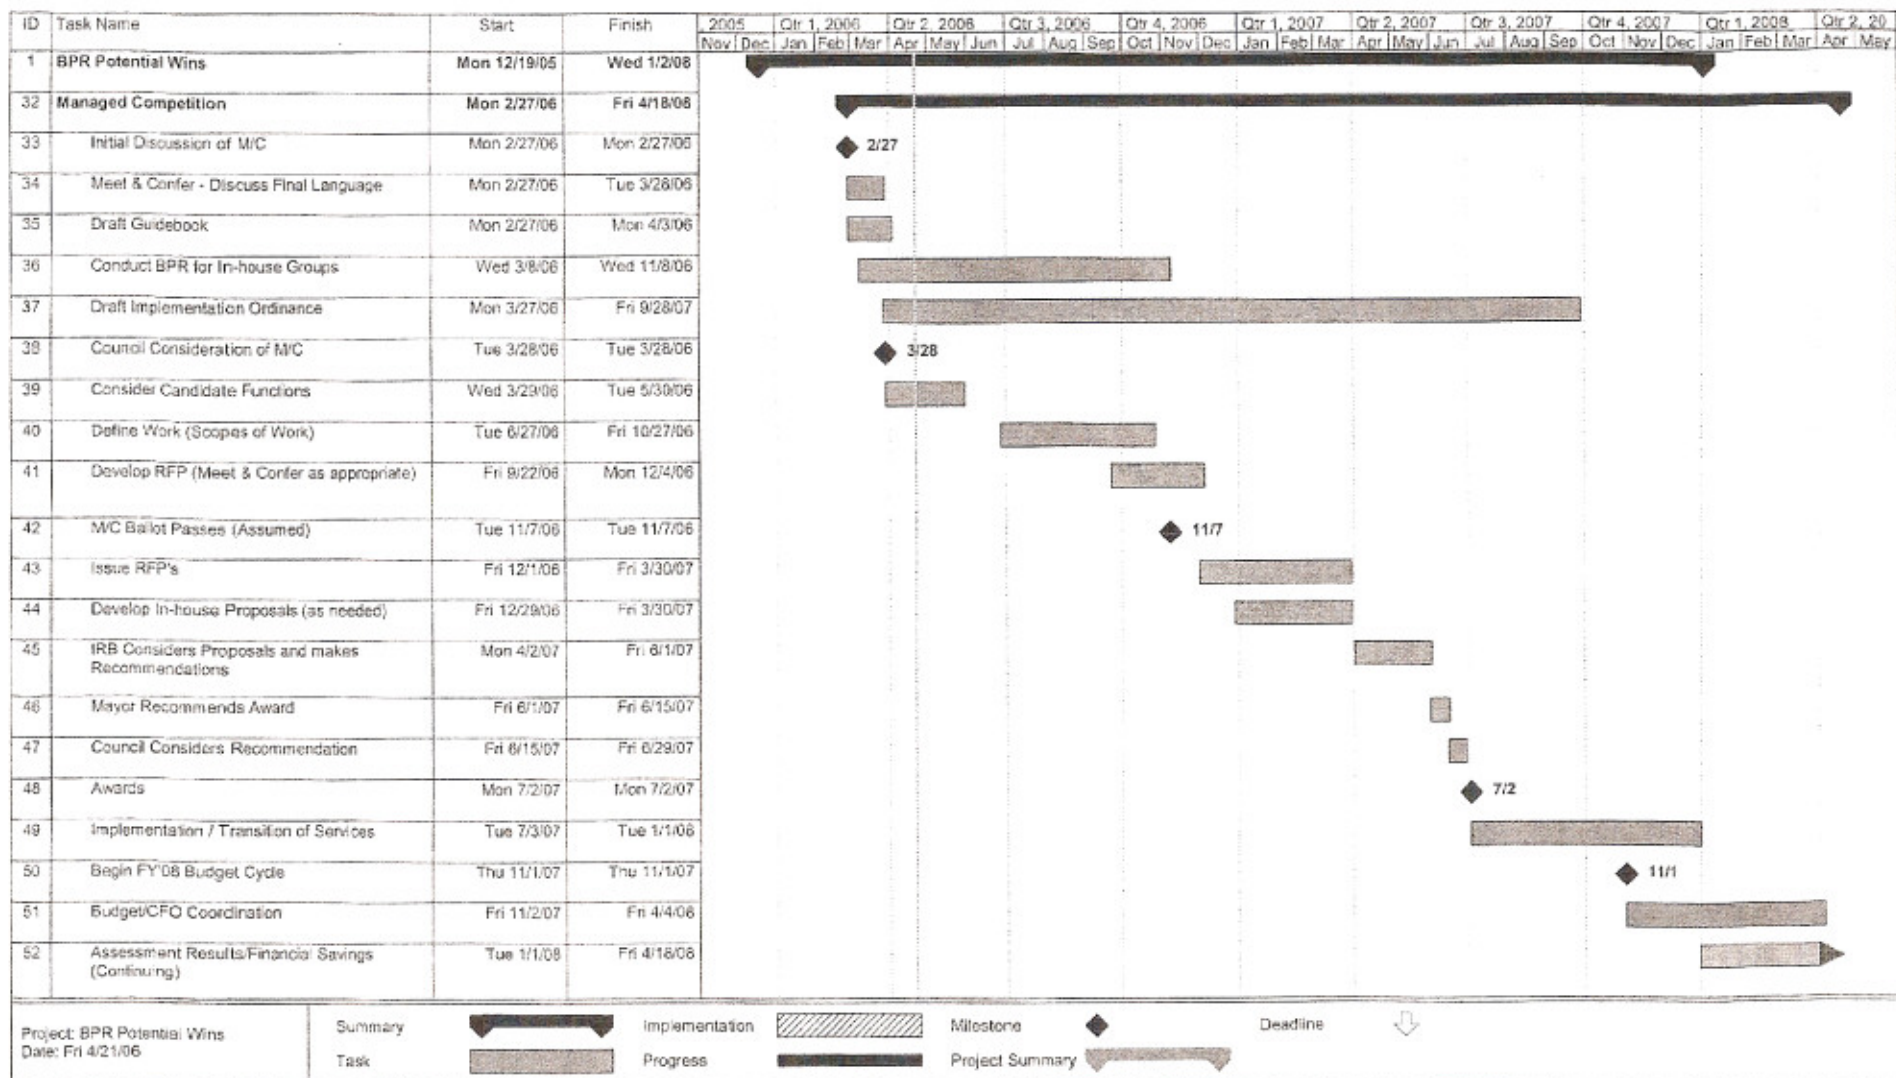 ID Task Name Start Finish 2005 Qtr 1, 2006 Qtr 2, 2006 Qtr 3, 2006 Qtr 4, 2006 Qtr 1, 2007 Qtr 2, 2007 Qtr 3, 2007 Qtr 4, 2007 Qtr 1, 2008 Qtr 2, 20
Nov Dec Jan Feb Mar Apr May Jun Jul Aug Sep Oct Nov Dec Jan Feb Mar Apr May Jun Jul Aug Sep Oct Nov Dec Jan Feb Mar Apr May
1 BPR Potential Wins Mon 12/19/05 Wed 1/2/08
32 Managed Competition Mon 2/27/06 Fri 4/18/08
33 Initial Discussion of M/C Mon 2/27/06 Mon 2/27/06 2/27
34 Meet & Confer - Discuss Final Language Mon 2/27/06 Tue 3/28/06
35 Draft Guidebook Mon 2/27/06 Mon 4/3/06
36 Conduct BPR for In-house Groups Wed 3/8/06 Wed 11/8/06
37 Draft Implementation Ordinance Mon 3/27/06 Fri 9/28/07
38 Council Consideration of M/C Tue 3/28/06 Tue 3/28/06 3/28
39 Consider Candidate Functions Wed 3/29/06 Tue 5/30/06
40 Define Work (Scopes of Work) Tue 6/27/06 Fri 10/27/06
41 Develop RFP (Meet & Confer as appropriate) Fri 9/22/06 Mon 12/4/06
42 M/C Ballot Passes (Assumed) Tue 11/7/06 Tue 11/7/06 11/7
43 Issue RFP's Fri 12/1/06 Fri 3/30/07
44 Develop In-house Proposals (as needed) Fri 12/29/06 Fri 3/30/07
45 IRB Considers Proposals and makes Mon 4/2/07 Fri 6/1/07
Recommendations
46 Mayor Recommends Award Fri 6/1/07 Fri 6/15/07
47 Council Considers Recommendation Fri 6/15/07 Fri 6/29/07
48 Awards Mon 7/2/07 Mon 7/2/07 7/2
49 Implementation / Transition of Services Tue 7/3/07 Tue 1/1/08
50 Begin FY'08 Budget Cycle Thu 11/1/07 Thu 11/1/07 11/1
51 Budget/CFO Coordination Fri 11/2/07 Fri 4/4/08
52 Assessment Results/Financial Savings Tue 1/1/08 Fri 4/18/08
(Continuing)
Project: BPR Potential Wins
Date: Fri 4/21/06
Summary Implementation Milestone Deadline
Task Progress Project Summary